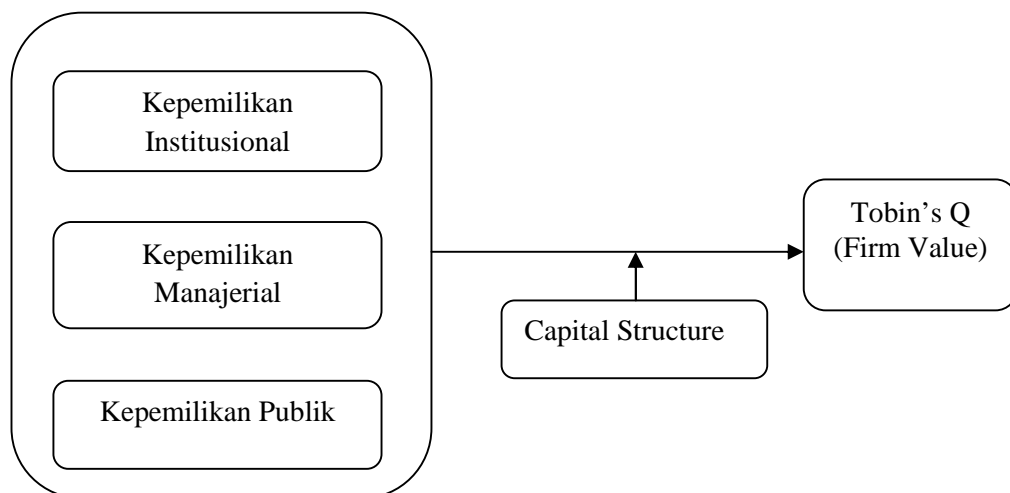 Kepemilikan
Institusional
Kepemilikan
Manajerial
Kepemilikan Publik
Capital Structure
Tobin’s Q
(Firm Value)